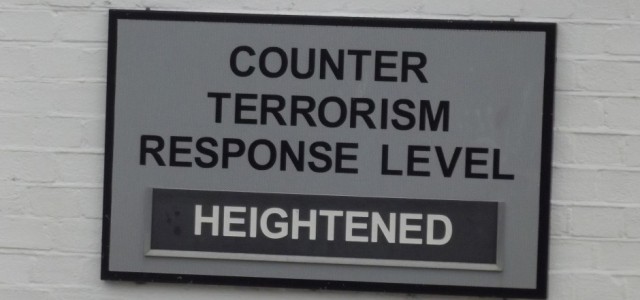 COUNTER
TERRORISM
RESPONSE LEVEL
HEIGHTENED